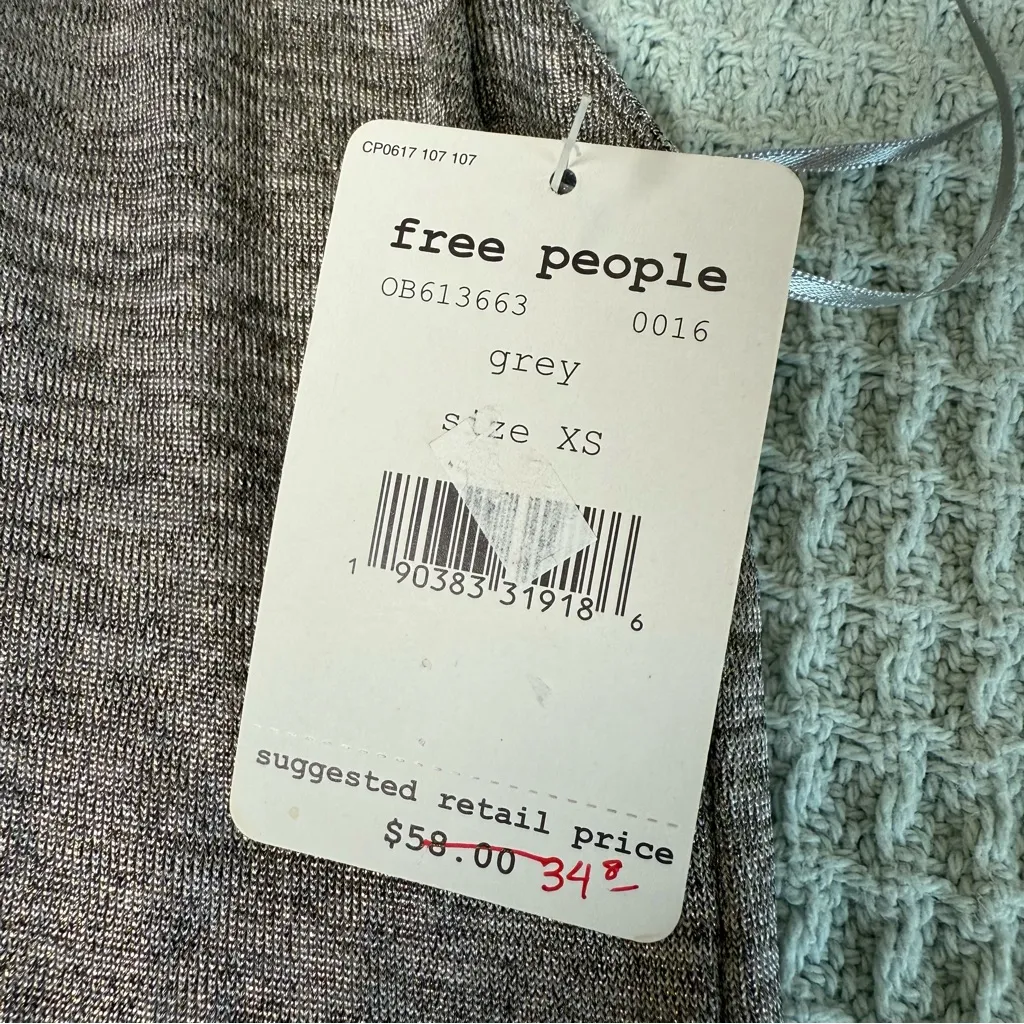 CP0617 107 107
free people
OB613663 0016
grey
size XS
1 90383 31918 6
suggested retail price
$58.00 34 8